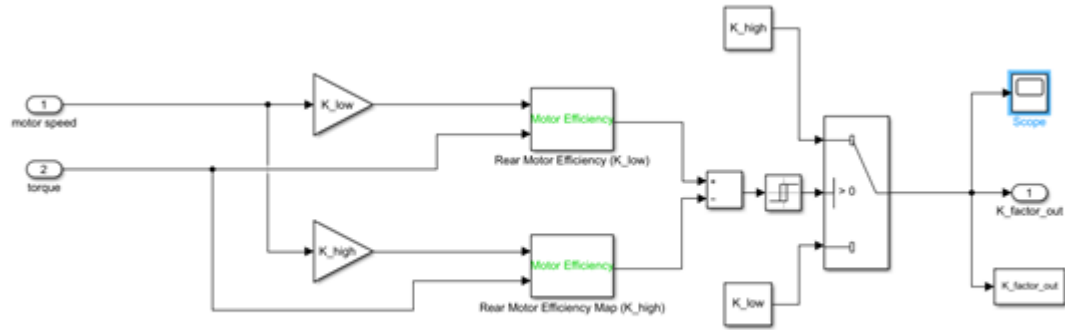 K_high
1
motor speed
K_low
Motor Efficiency
Rear Motor Efficiency (K_low)
Scope
2
torque
+
−
> 0
1
K_factor_out
K_high
Motor Efficiency
Rear Motor Efficiency Map (K_high)
K_low
K_factor_out